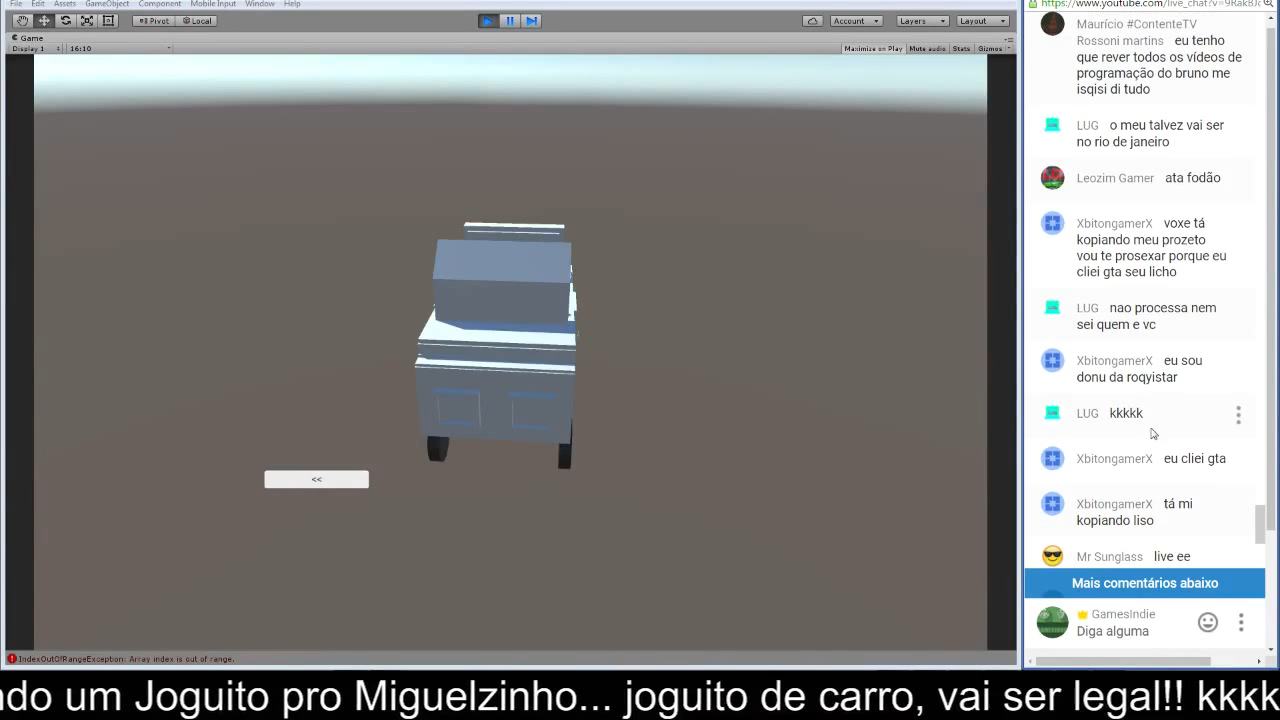 File Edit Assets GameObject Component Mobile Input Window Help
Pivot Local Account Layers Layout
Game
Display 1 16:10 Maximize on Play Mute audio Stats Gizmos
<<
IndexOutOfRangeException: Array index is out of range.
https://www.youtube.com/live_chat?v=
Maurício #ContenteTV
Rossoni martins eu tenho
que rever todos os vídeos de
programação do bruno me
isqisi di tudo
LUG o meu talvez vai ser
no rio de janeiro
Leozim Gamer ata fodão
XbitongamerX voxe tá
kopiando meu prozeto
vou te prosexar porque eu
cliei gta seu licho
LUG nao processa nem
sei quem e vc
XbitongamerX eu sou
donu da roqyistar
LUG kkkkk
XbitongamerX eu cliei gta
XbitongamerX tá mi
kopiando liso
Mr Sunglass live ee
Mais comentários abaixo
GamesIndie
Diga alguma
ndo um Joguito pro Miguelzinho... joguito de carro, vai ser legal!! kkkk